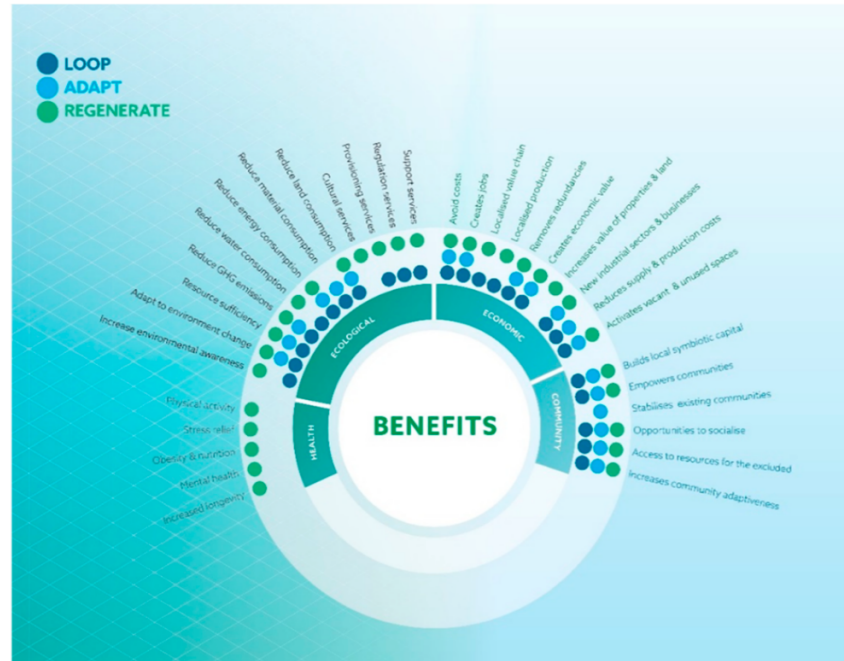 LOOP
ADAPT
REGENERATE
Support services
Regulation services
Provisioning services
Cultural services
Reduce land consumption
Reduce material consumption
Reduce energy consumption
Reduce water consumption
Reduce GHG emissions
Resource sufficiency
Adapt to environment change
Increase environmental awareness
Physical activity
Stress relief
Obesity & nutrition
Mental health
Increased longevity
Avoid costs
Creates jobs
Localised value chain
Localised production
Removes redundancies
Creates economic value
Increases value of properties & land
New industrial sectors & businesses
Reduces supply & production costs
Activates vacant & unused spaces
Builds local symbiotic capital
Empowers communities
Stabilises existing communities
Opportunities to socialise
Access to resources for the excluded
Increases community adaptiveness
ECOLOGICAL
ECONOMIC
HEALTH
COMMUNITY
BENEFITS